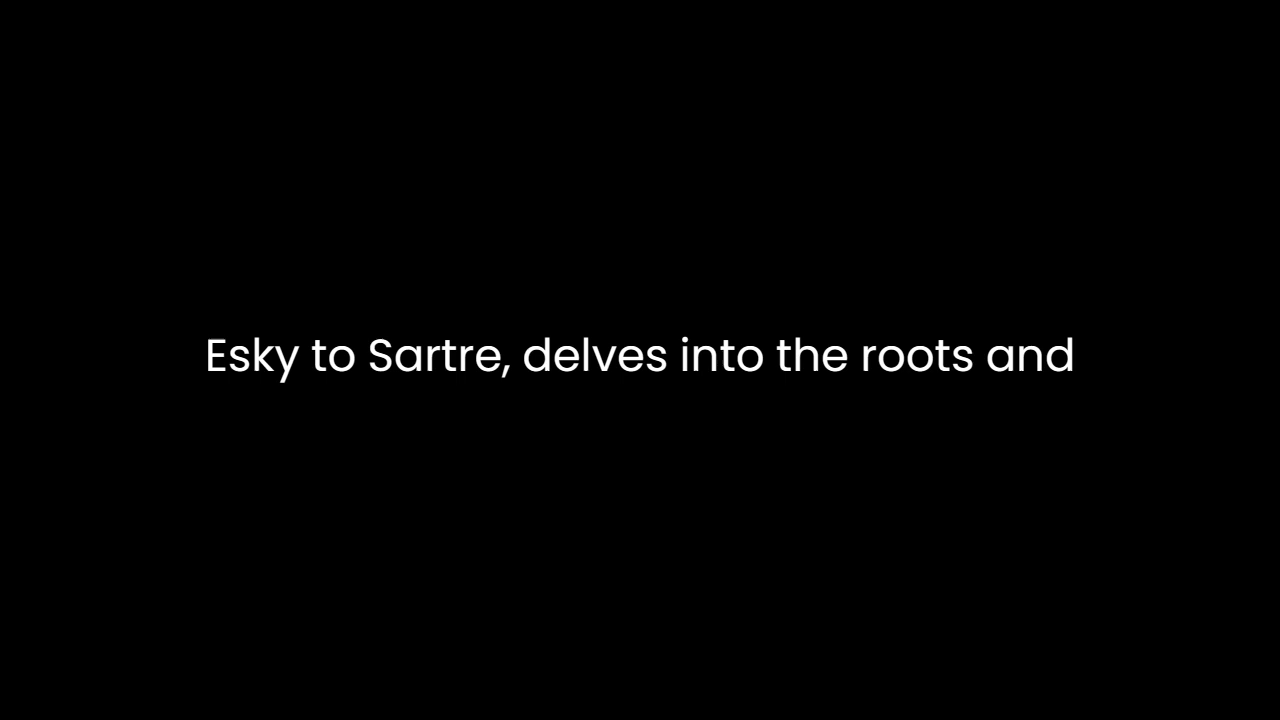 Esky to Sartre, delves into the roots and